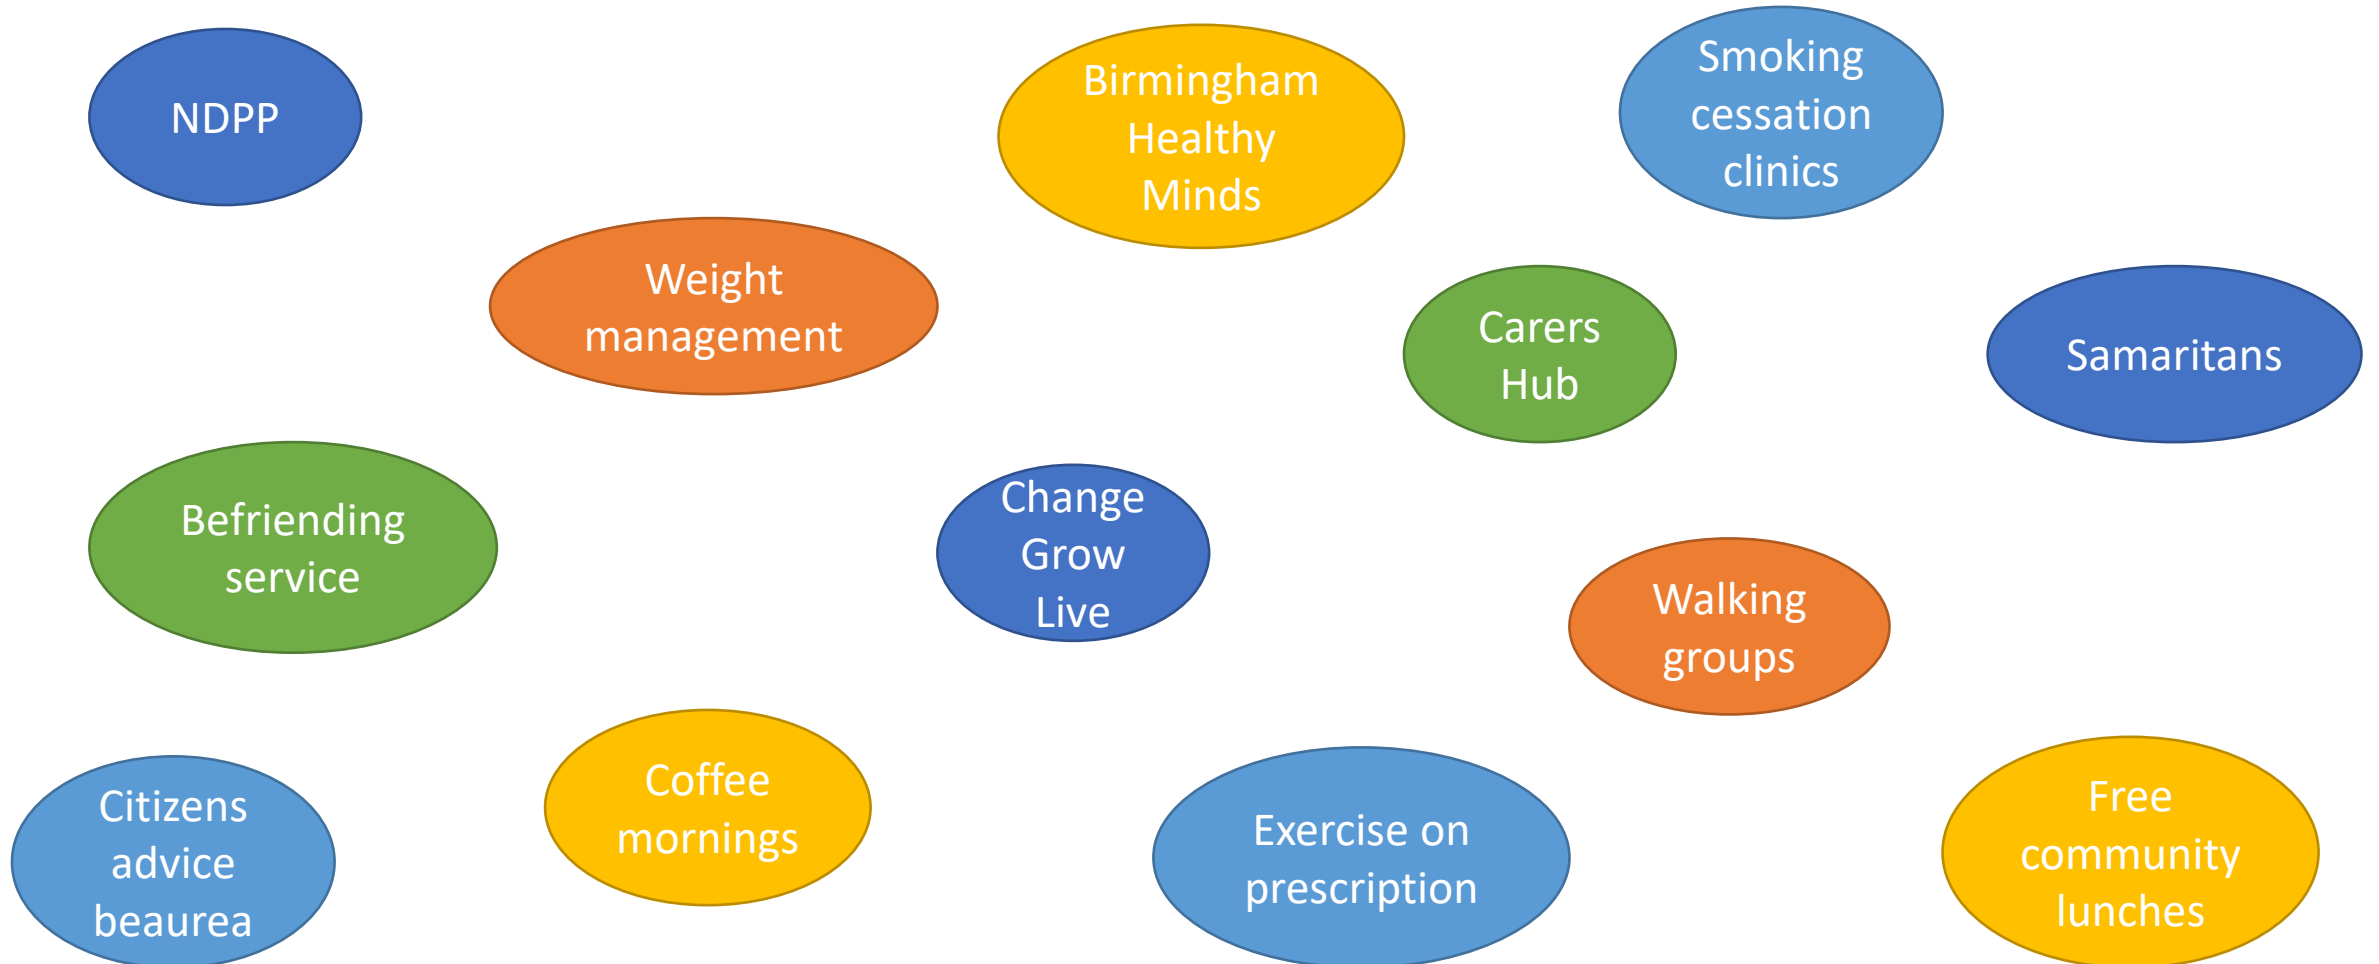 NDPP
Birmingham
Healthy
Minds
Smoking
cessation
clinics
Weight
management
Carers
Hub
Samaritans
Befriending
service
Change
Grow
Live
Walking
groups
Citizens
advice
beaurea
Coffee
mornings
Exercise on
prescription
Free
community
lunches